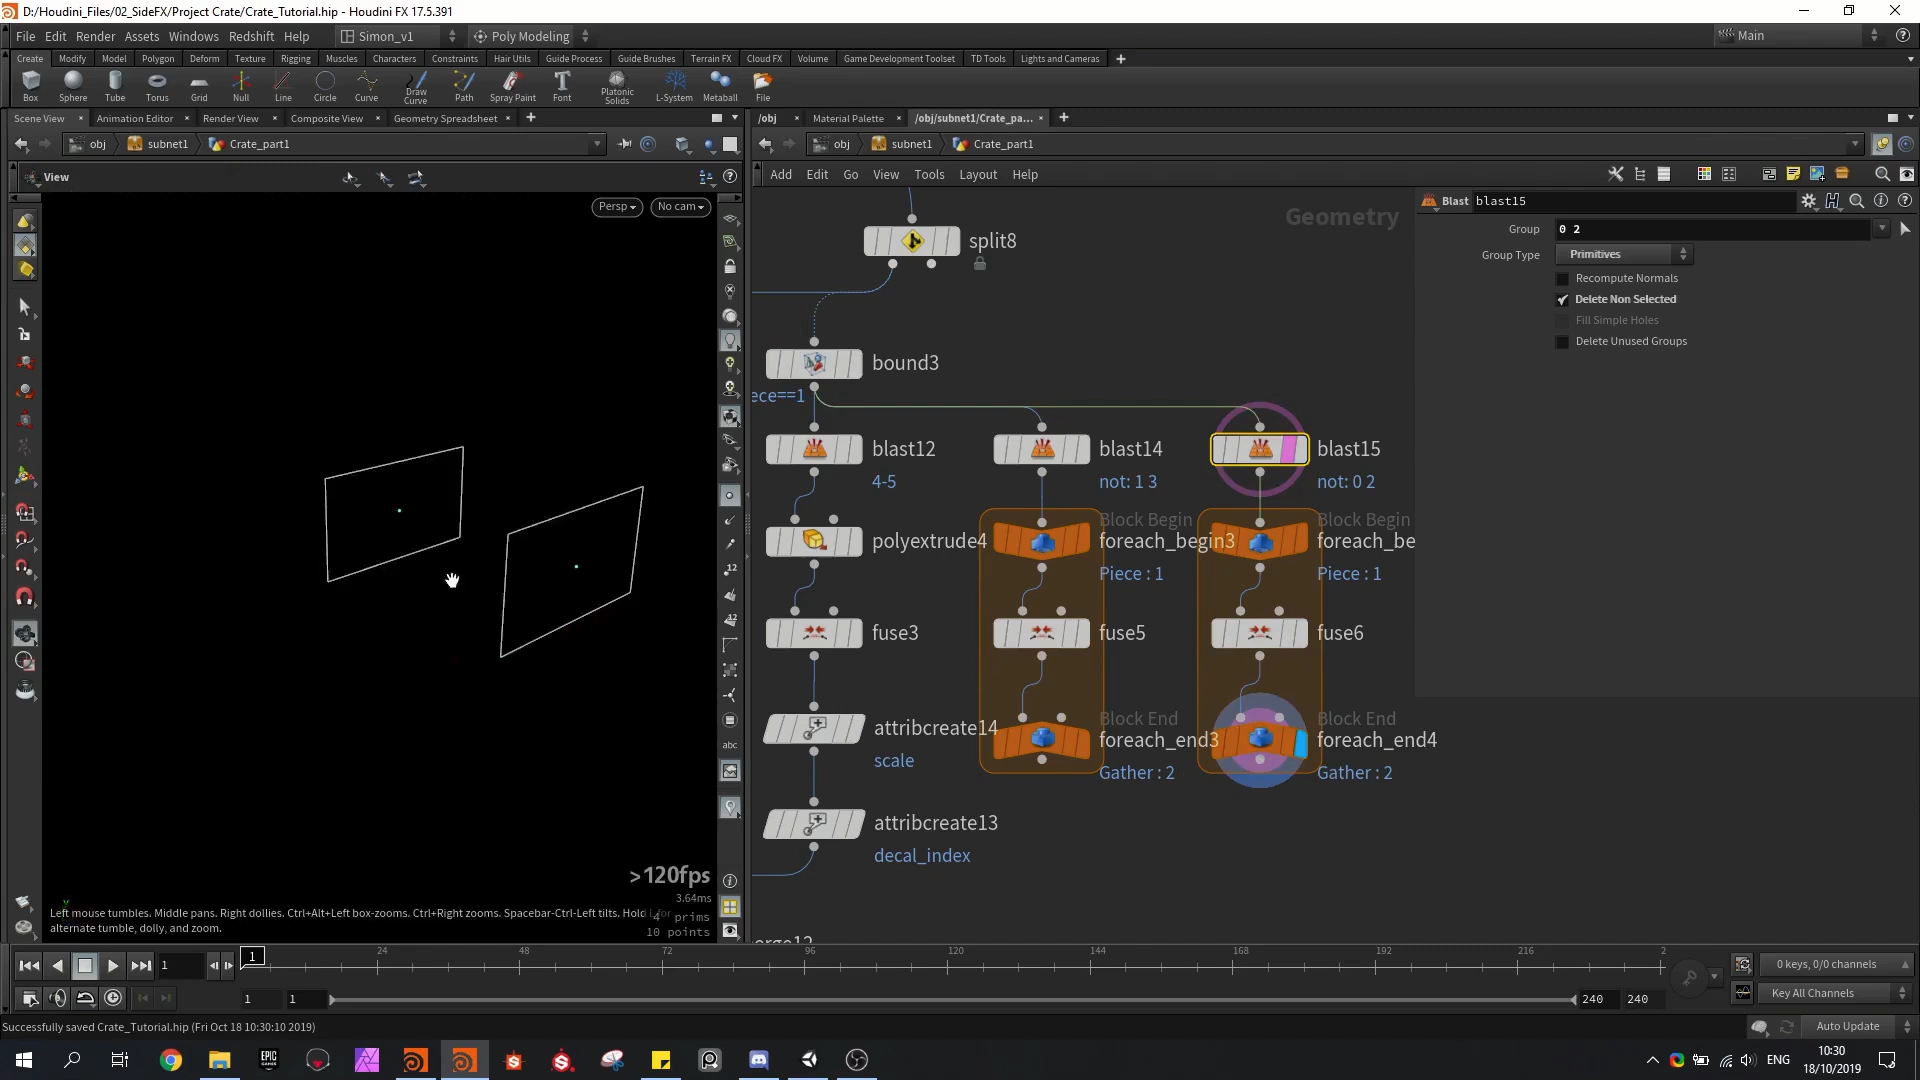 D:/Houdini_Files/02_SideFX/Project Crate/Crate_Tutorial.hip - Houdini FX 17.5.391
File Edit Render Assets Windows Redshift Help Simon_v1 Poly Modeling Main
Create Modify Model Polygon Deform Texture Rigging Muscles Characters Constraints Hair Utils Guide Process Guide Brushes Terrain FX Cloud FX Volume Game Development Toolset TD Tools Lights and Cameras
Box Sphere Tube Torus Grid Null Line Circle Curve Draw Curve Path Spray Paint Font Platonic Solids L-System Metaball File
Scene View Animation Editor Render View Composite View Geometry Spreadsheet
/obj Material Palette /obj/subnet1/Crate_pa...
obj subnet1 Crate_part1
obj subnet1 Crate_part1
View
Add Edit Go View Tools Layout Help
Persp No cam
Geometry
Blast blast15
Group 0 2
Group Type Primitives
Recompute Normals
Delete Non Selected
Fill Simple Holes
Delete Unused Groups
split8
bound3
ece==1
blast12
4-5
blast14
not: 1 3
blast15
not: 0 2
polyextrude4
Block Begin
foreach_begin3
Piece : 1
Block Begin
foreach_be
Piece : 1
fuse3
fuse5
fuse6
attribcreate14
scale
Block End
foreach_end3
Gather : 2
Block End
foreach_end4
Gather : 2
attribcreate13
decal_index
12
12
abc
>120fps
3.64ms
4 prims
10 points
Left mouse tumbles. Middle pans. Right dollies. Ctrl+Alt+Left box-zooms. Ctrl+Right zooms. Spacebar-Ctrl-Left tilts. Hold L for
alternate tumble, dolly, and zoom.
1 1 24 48 72 96 120 144 168 192 216 2
0 keys, 0/0 channels
1 1 240 240
Key All Channels
Successfully saved Crate_Tutorial.hip (Fri Oct 18 10:30:10 2019)
Auto Update
EPIC GAMES
ENG
10:30
18/10/2019